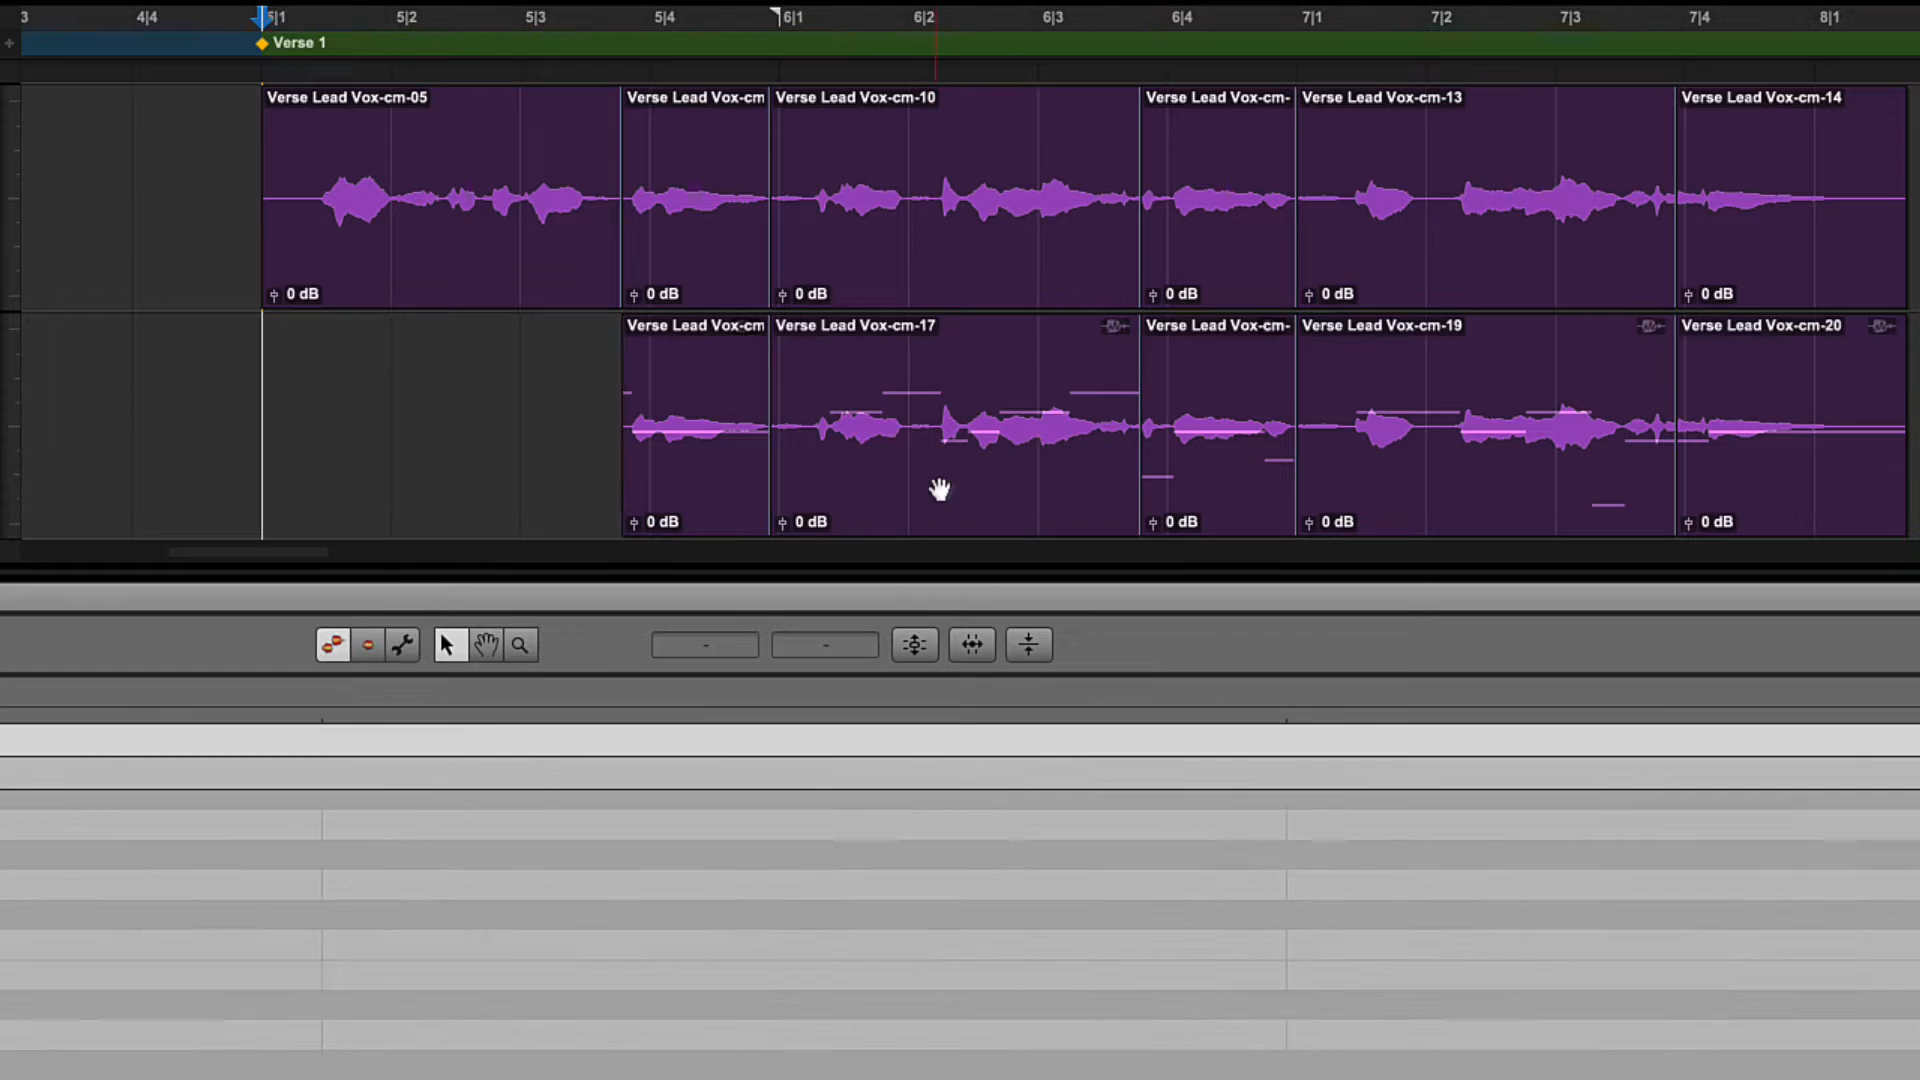 3 4|4 5|1 5|2 5|3 5|4 6|1 6|2 6|3 6|4 7|1 7|2 7|3 7|4 8|1
Verse 1
Verse Lead Vox-cm-05 Verse Lead Vox-cm Verse Lead Vox-cm-10 Verse Lead Vox-cm- Verse Lead Vox-cm-13 Verse Lead Vox-cm-14
0 dB 0 dB 0 dB 0 dB 0 dB 0 dB
Verse Lead Vox-cm Verse Lead Vox-cm-17 Verse Lead Vox-cm- Verse Lead Vox-cm-19 Verse Lead Vox-cm-20
0 dB 0 dB 0 dB 0 dB 0 dB
- -